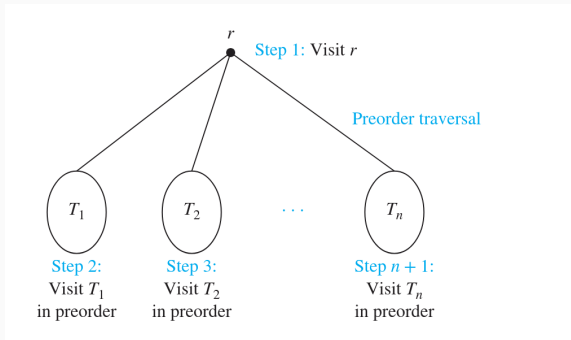 r
Step 1: Visit r
Preorder traversal
T₁
T₂
· · ·
Tₙ
Step 2:
Visit T₁
in preorder
Step 3:
Visit T₂
in preorder
Step n + 1:
Visit Tₙ
in preorder